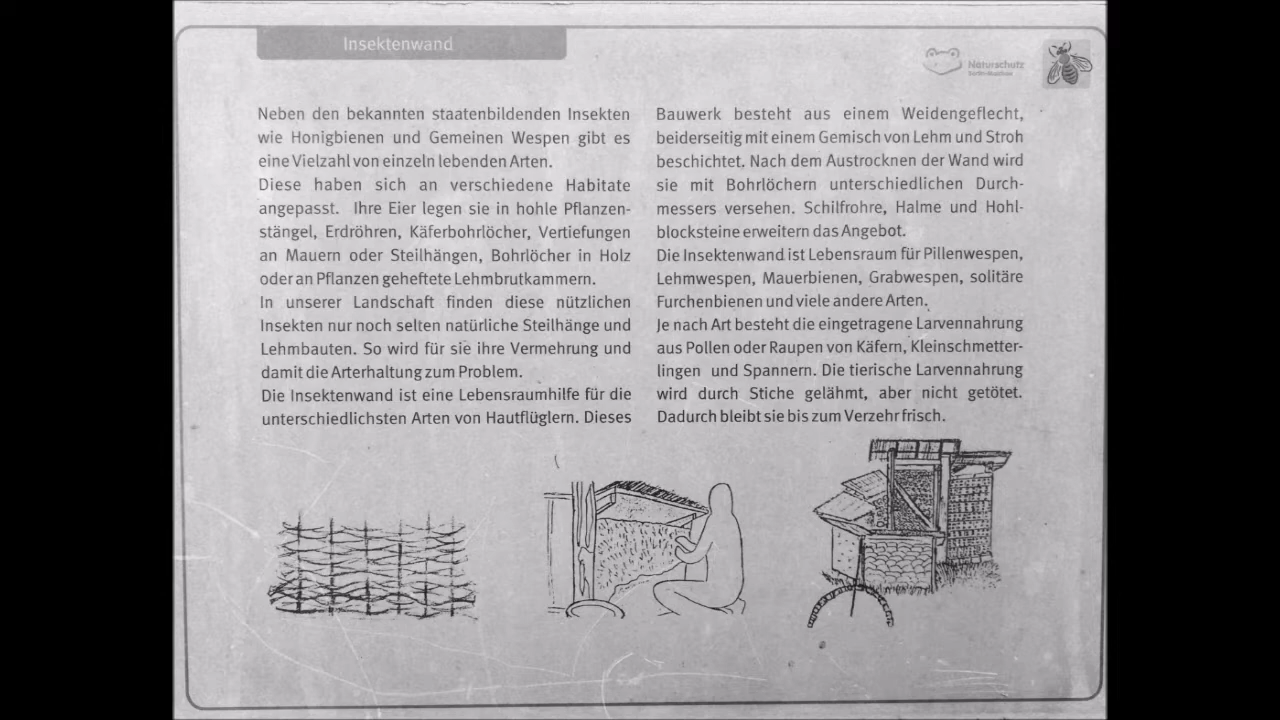 Insektenwand
Naturschutz
Neben den bekannten staatenbildenden Insekten
wie Honigbienen und Gemeinen Wespen gibt es
eine Vielzahl von einzeln lebenden Arten.
Diese haben sich an verschiedene Habitate
angepasst. Ihre Eier legen sie in hohle Pflanzen-
stängel, Erdröhren, Käferbohrlöcher, Vertiefungen
an Mauern oder Steilhängen, Bohrlöcher in Holz
oder an Pflanzen geheftete Lehmbrutkammern.
In unserer Landschaft finden diese nützlichen
Insekten nur noch selten natürliche Steilhänge und
Lehmbauten. So wird für sie ihre Vermehrung und
damit die Arterhaltung zum Problem.
Die Insektenwand ist eine Lebensraumhilfe für die
unterschiedlichsten Arten von Hautflüglern. Dieses
Bauwerk besteht aus einem Weidengeflecht,
beiderseitig mit einem Gemisch von Lehm und Stroh
beschichtet. Nach dem Austrocknen der Wand wird
sie mit Bohrlöchern unterschiedlichen Durch-
messers versehen. Schilfrohre, Halme und Hohl-
blocksteine erweitern das Angebot.
Die Insektenwand ist Lebensraum für Pillenwespen,
Lehmwespen, Mauerbienen, Grabwespen, solitäre
Furchenbienen und viele andere Arten.
Je nach Art besteht die eingetragene Larvennahrung
aus Pollen oder Raupen von Käfern, Kleinschmetter-
lingen und Spannern. Die tierische Larvennahrung
wird durch Stiche gelähmt, aber nicht getötet.
Dadurch bleibt sie bis zum Verzehr frisch.